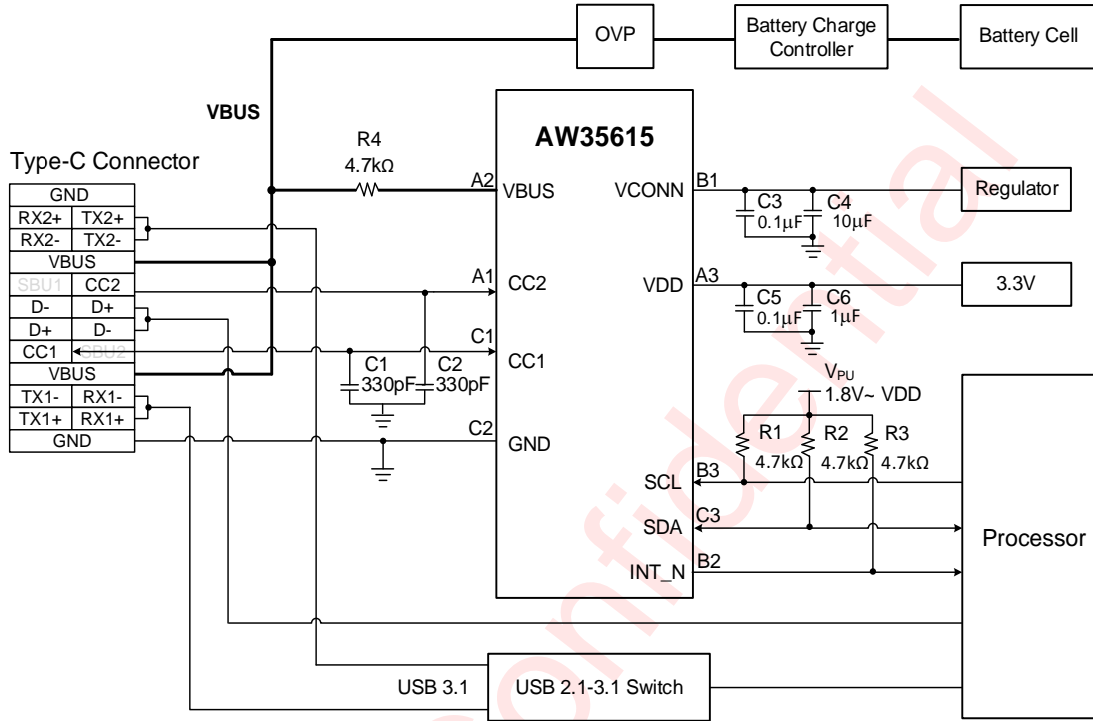 OVP
Battery Charge
Controller
Battery Cell
VBUS
AW35615
R4
4.7kΩ
Type-C Connector
GND
RX2+ TX2+
RX2- TX2-
VBUS
SBU1 CC2
D- D+
D+ D-
CC1 SBU2
VBUS
TX1- RX1-
TX1+ RX1+
GND
A2 VBUS
A1 CC2
C1 CC1
C2 GND
C1
330pF
C2
330pF
VCONN B1
C3
0.1µF
C4
10µF
Regulator
VDD A3
C5
0.1µF
C6
1µF
3.3V
VPU
1.8V~ VDD
R1
4.7kΩ
R2
4.7kΩ
R3
4.7kΩ
SCL B3
SDA C3
INT_N B2
Processor
USB 3.1
USB 2.1-3.1 Switch
onfidential